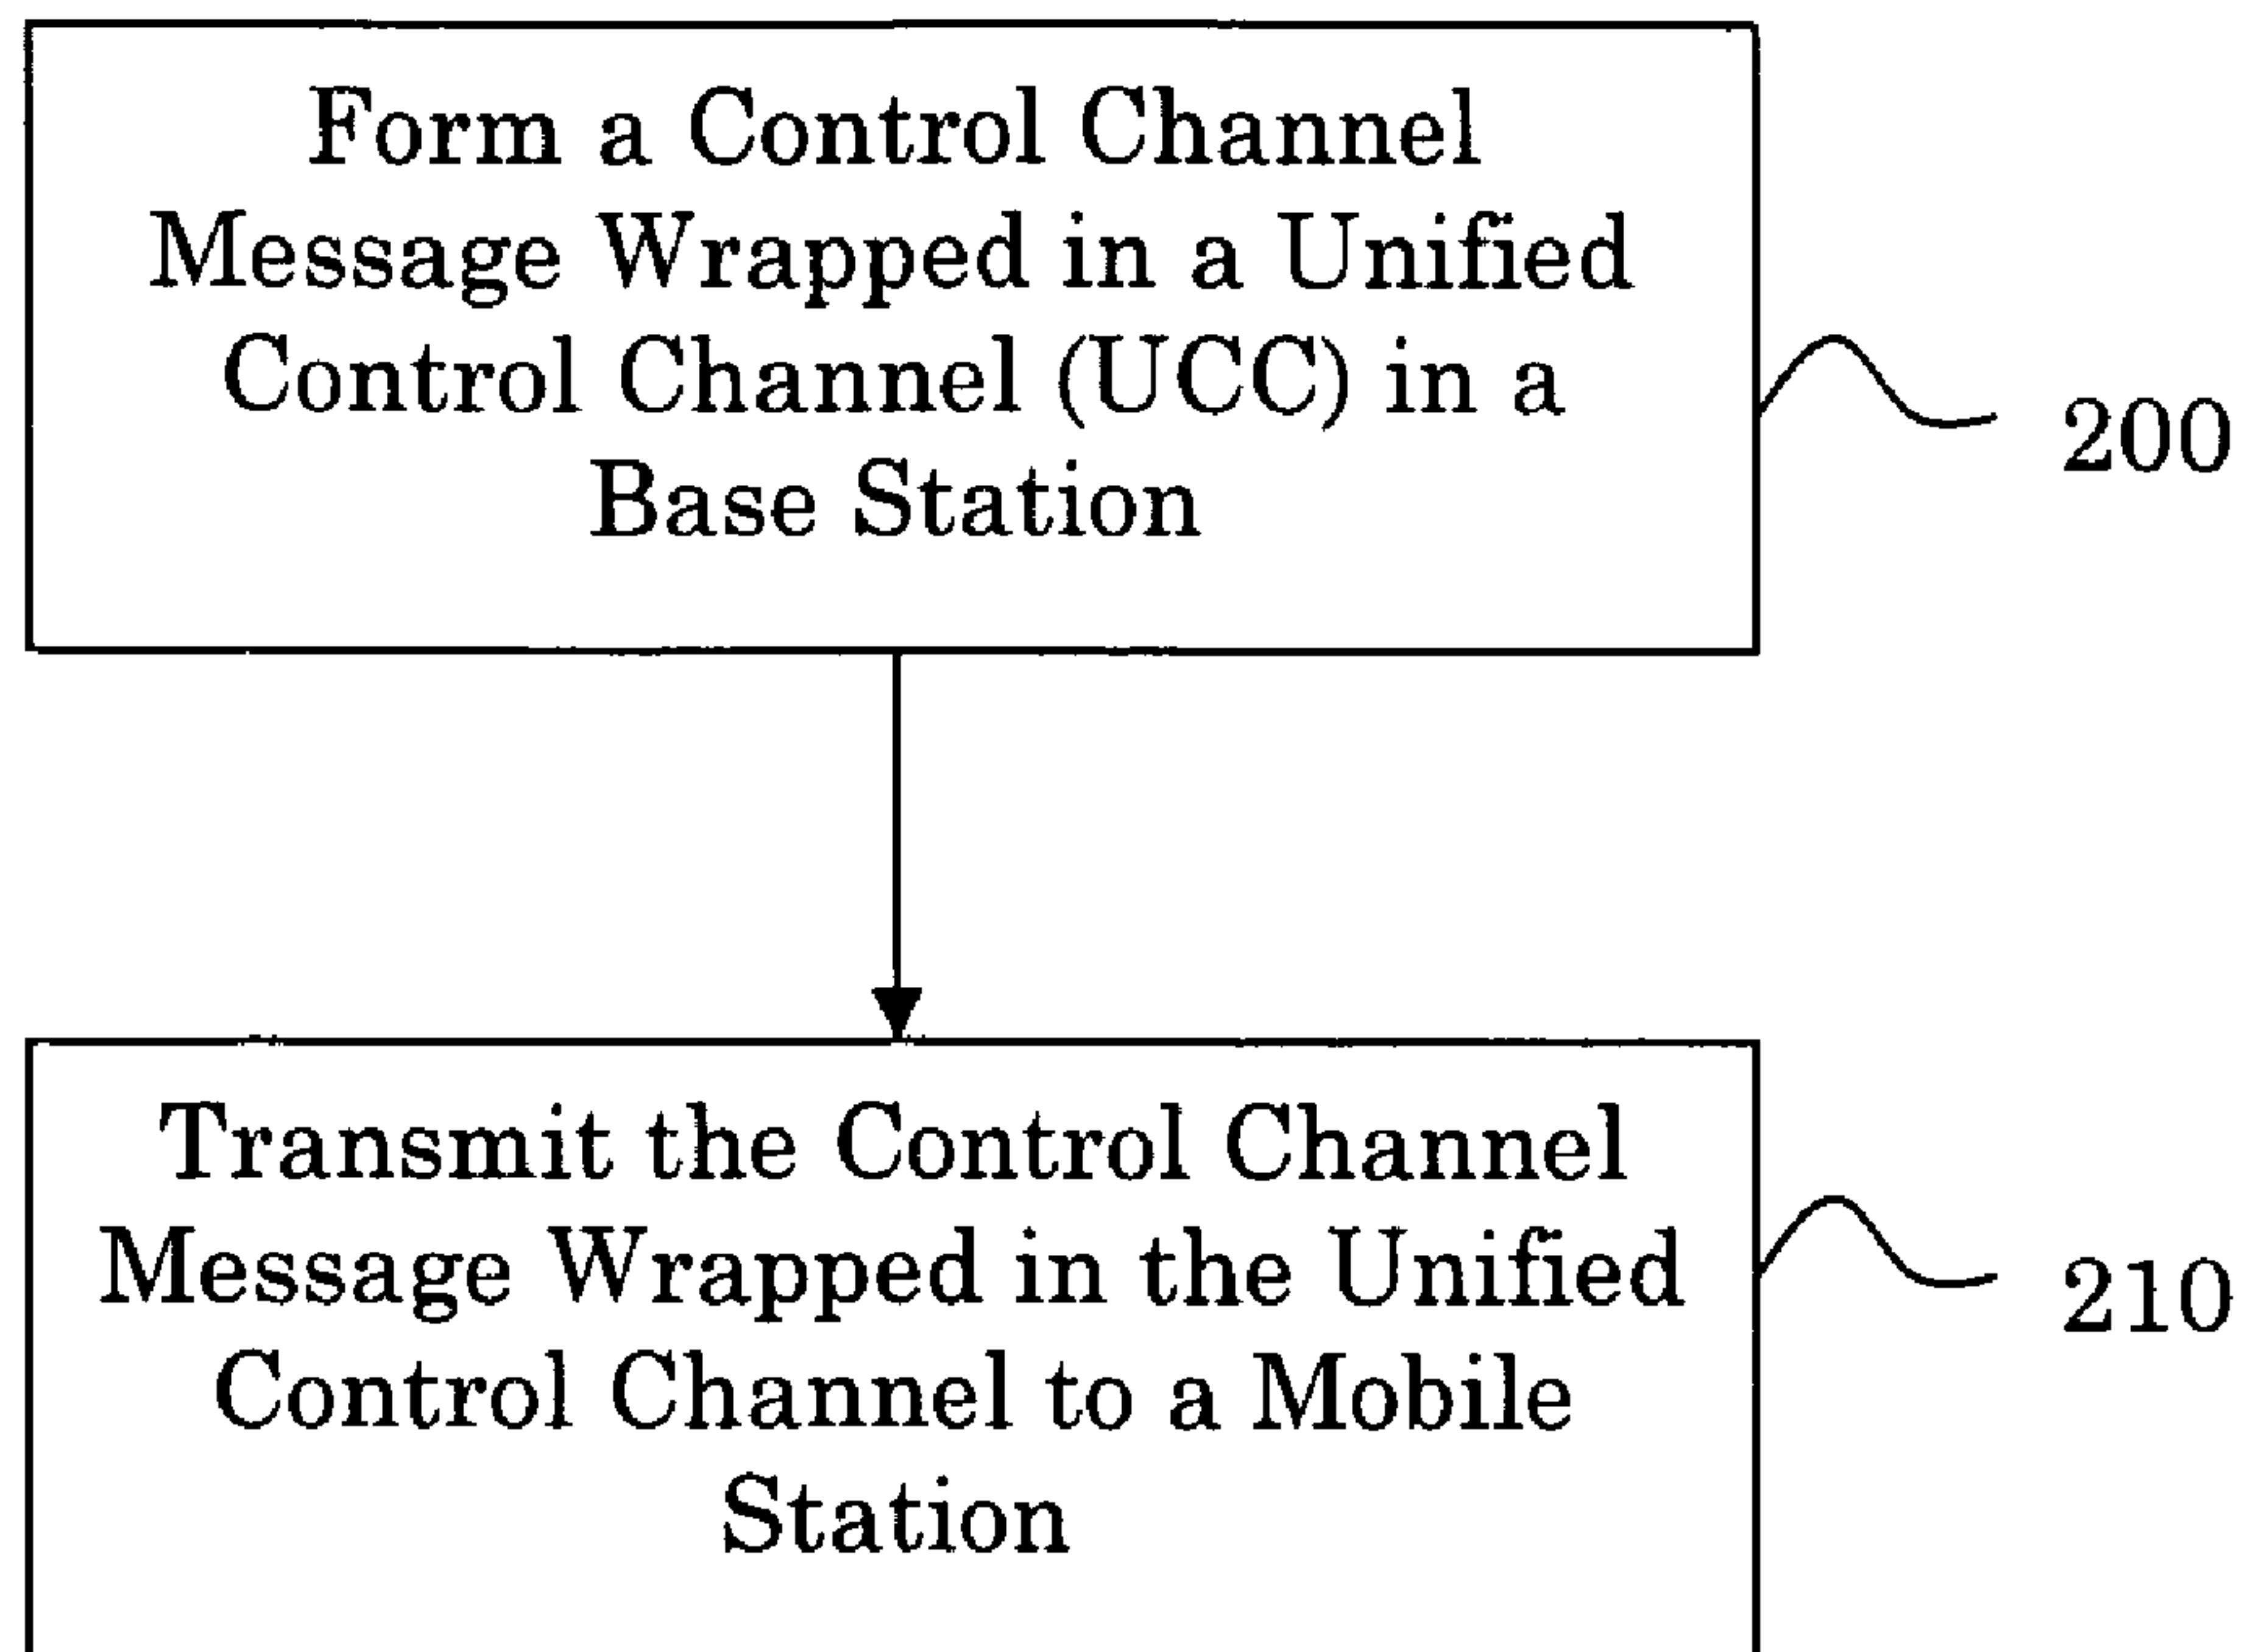 Form a Control Channel
Message Wrapped in a Unified
Control Channel (UCC) in a
Base Station
200
Transmit the Control Channel
Message Wrapped in the Unified
Control Channel to a Mobile
Station
210